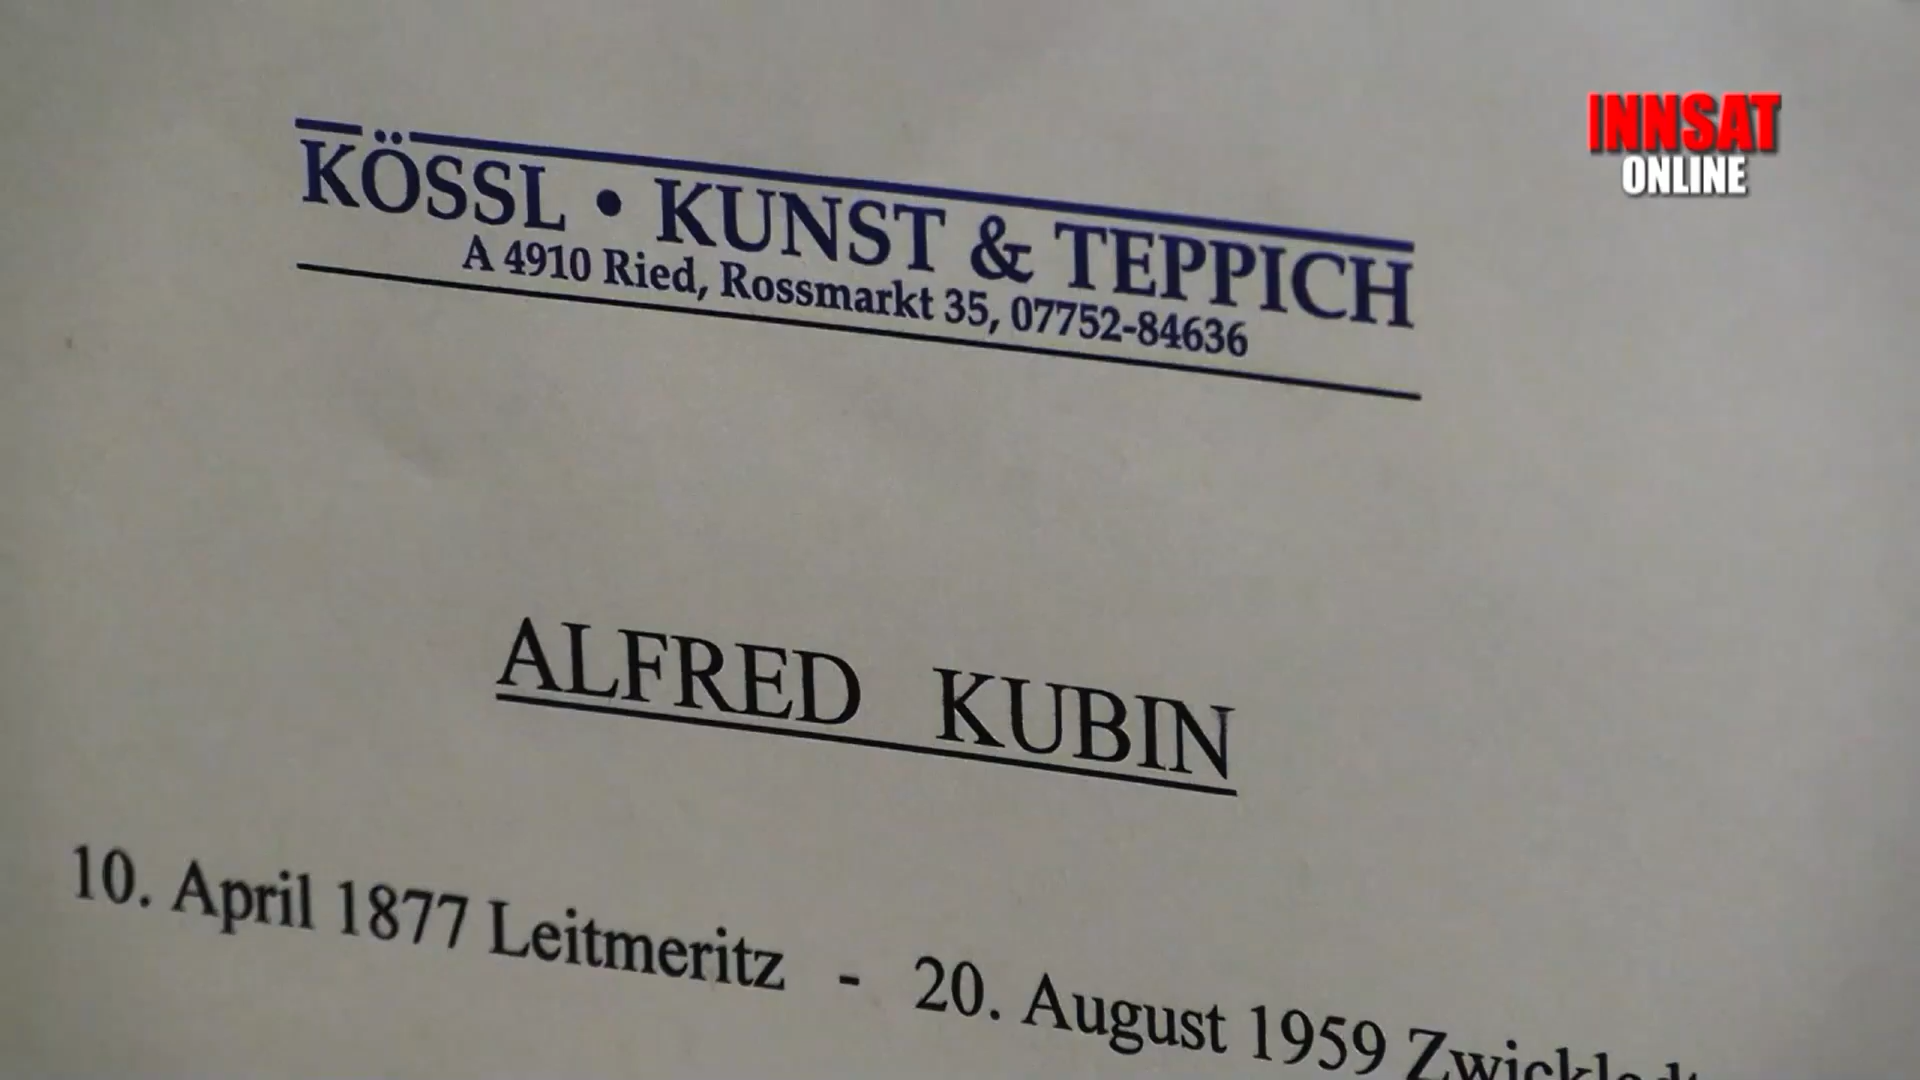 INNSAT
ONLINE
KÖSSL • KUNST & TEPPICH
A 4910 Ried, Rossmarkt 35, 07752-84636
ALFRED KUBIN
10. April 1877 Leitmeritz - 20. August 1959